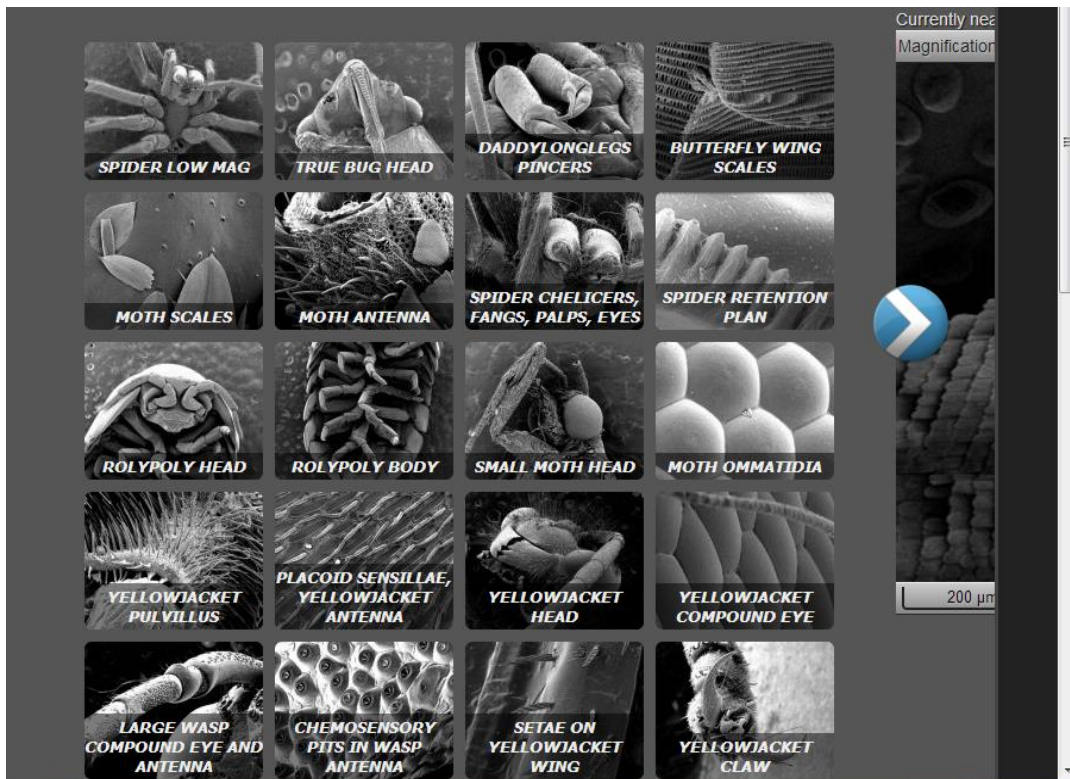 Currently nea
Magnification
SPIDER LOW MAG
TRUE BUG HEAD
DADDYLONGLEGS
PINCERS
BUTTERFLY WING
SCALES
MOTH SCALES
MOTH ANTENNA
SPIDER CHELICERS,
FANGS, PALPS, EYES
SPIDER RETENTION
PLAN
ROLYPOLY HEAD
ROLYPOLY BODY
SMALL MOTH HEAD
MOTH OMMATIDIA
YELLOWJACKET
PULVILLUS
PLACOID SENSILLAE,
YELLOWJACKET
ANTENNA
YELLOWJACKET
HEAD
YELLOWJACKET
COMPOUND EYE
200 µm
LARGE WASP
COMPOUND EYE AND
ANTENNA
CHEMOSENSORY
PITS IN WASP
ANTENNA
SETAE ON
YELLOWJACKET
WING
YELLOWJACKET
CLAW